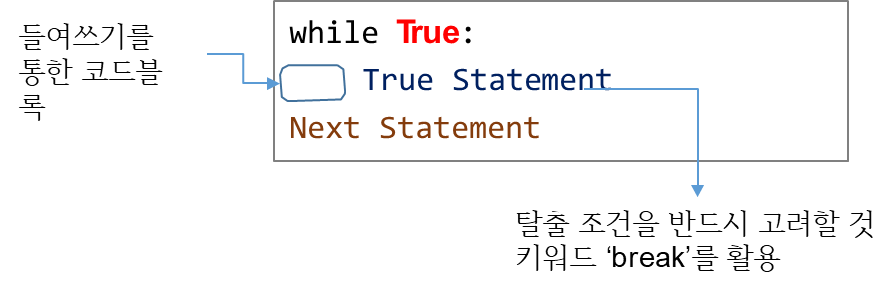 들여쓰기를
통한 코드블
록
while True:
True Statement
Next Statement
탈출 조건을 반드시 고려할 것
키워드 ‘break’를 활용